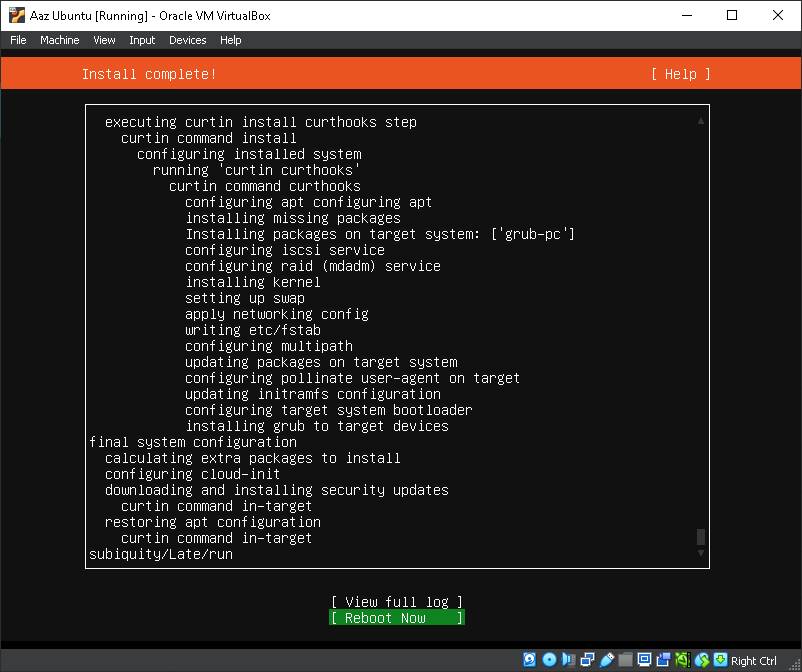 Aaz Ubuntu [Running] - Oracle VM VirtualBox
File Machine View Input Devices Help
Install complete! [ Help ]
executing curtin install curthooks step
curtin command install
configuring installed system
running 'curtin curthooks'
curtin command curthooks
configuring apt configuring apt
installing missing packages
Installing packages on target system: ['grub-pc']
configuring iscsi service
configuring raid (mdadm) service
installing kernel
setting up swap
apply networking config
writing etc/fstab
configuring multipath
updating packages on target system
configuring pollinate user-agent on target
updating initramfs configuration
configuring target system bootloader
installing grub to target devices
final system configuration
calculating extra packages to install
configuring cloud-init
downloading and installing security updates
curtin command in-target
restoring apt configuration
curtin command in-target
subiquity/Late/run
[ View full log ]
[ Reboot Now ]
Right Ctrl